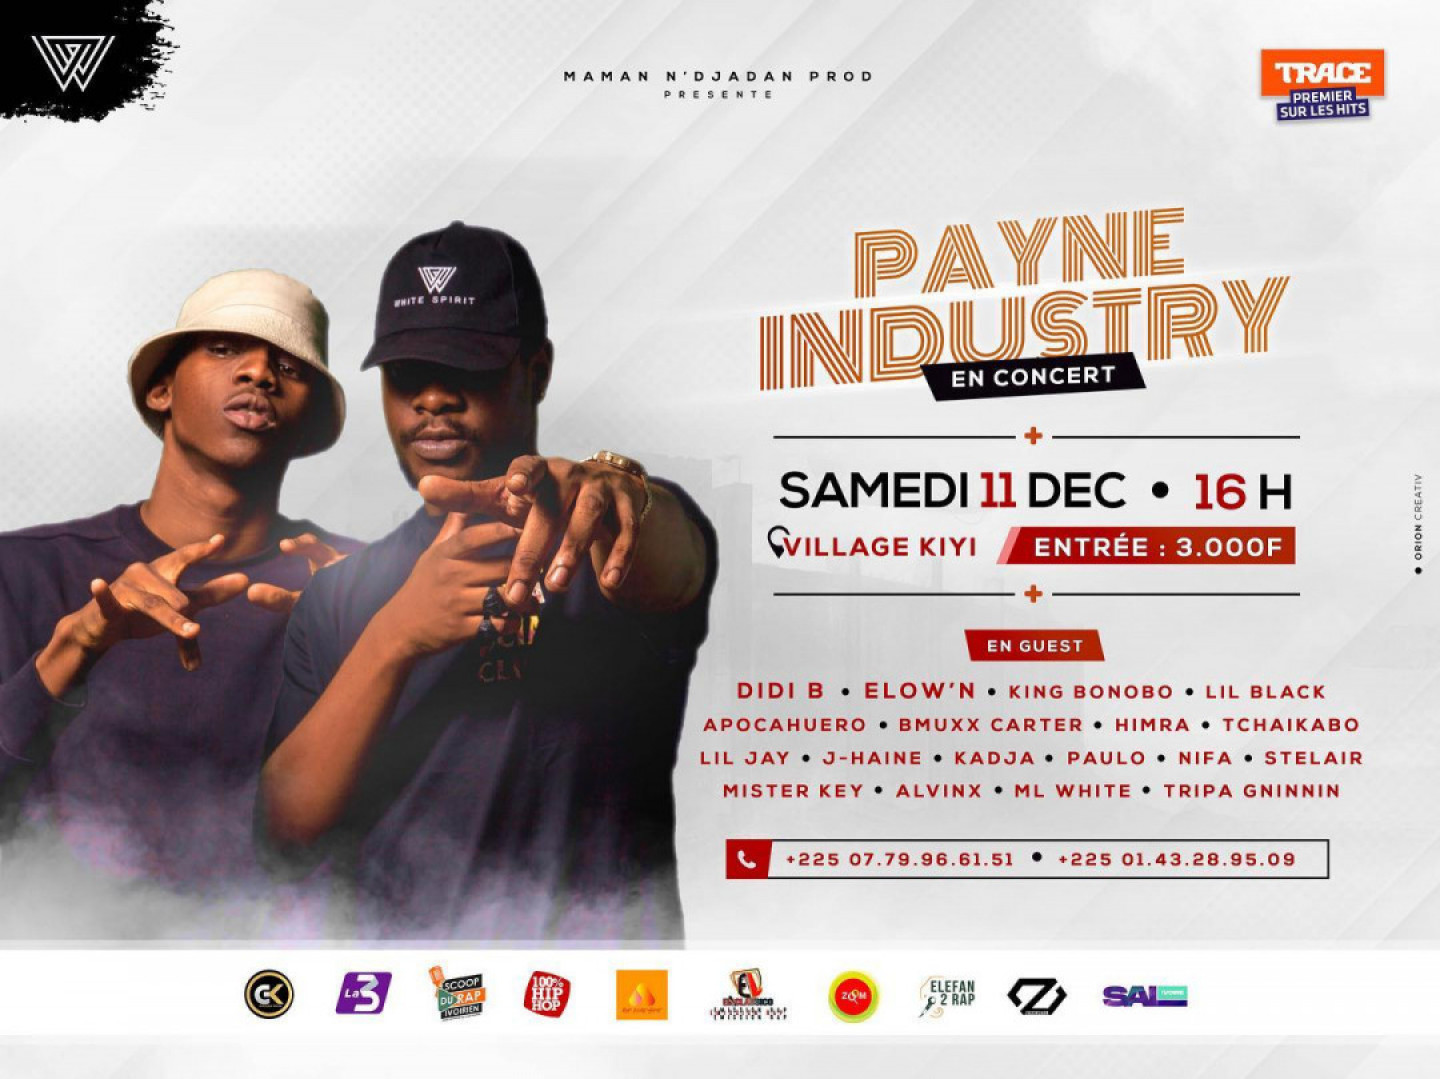 MAMAN N'DJADAN PROD
PRESENTE
TRACE
PREMIER
SUR LES HITS
WHITE SPIRIT
PAYNE
INDUSTRY
EN CONCERT
SAMEDI 11 DEC • 16 H
VILLAGE KIYI
ENTRÉE : 3.000F
ORION CREATIV
EN GUEST
DIDI B • ELOW'N • KING BONOBO • LIL BLACK
APOCAHUERO • BMUXX CARTER • HIMRA • TCHAIKABO
LIL JAY • J-HAINE • KADJA • PAULO • NIFA • STELAIR
MISTER KEY • ALVINX • ML WHITE • TRIPA GNINNIN
+225 07.79.96.61.51 • +225 01.43.28.95.09
CK
La 3
SCOOP
DU RAP
IVOIRIEN
100%
HIP
HOP
ZOOM
ELEFAN
2 RAP